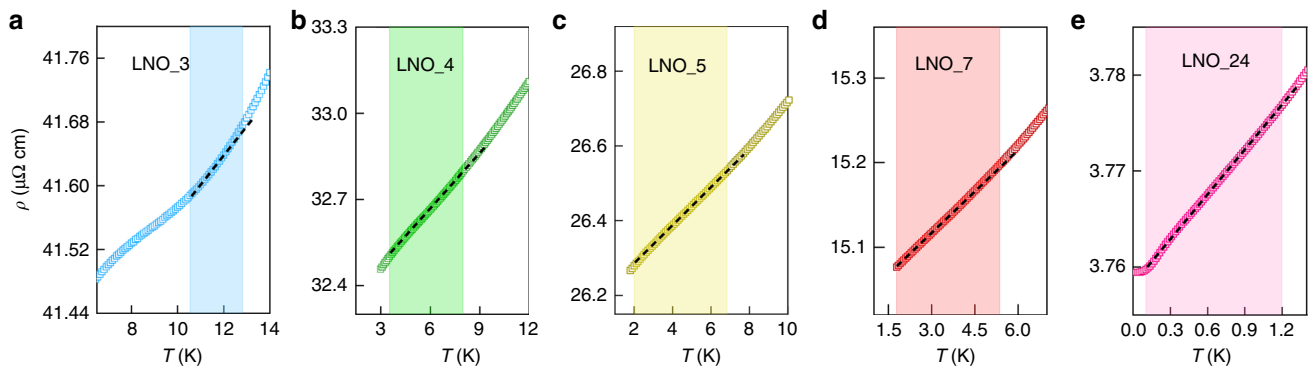 a
LNO_3
41.76
41.68
41.60
41.52
41.44
ρ (μΩ cm)
8 10 12 14
T (K)
b
LNO_4
33.3
33.0
32.7
32.4
3 6 9 12
T (K)
c
LNO_5
26.8
26.6
26.4
26.2
2 4 6 8 10
T (K)
d
LNO_7
15.3
15.2
15.1
1.5 3.0 4.5 6.0
T (K)
e
LNO_24
3.78
3.77
3.76
0.0 0.3 0.6 0.9 1.2
T (K)